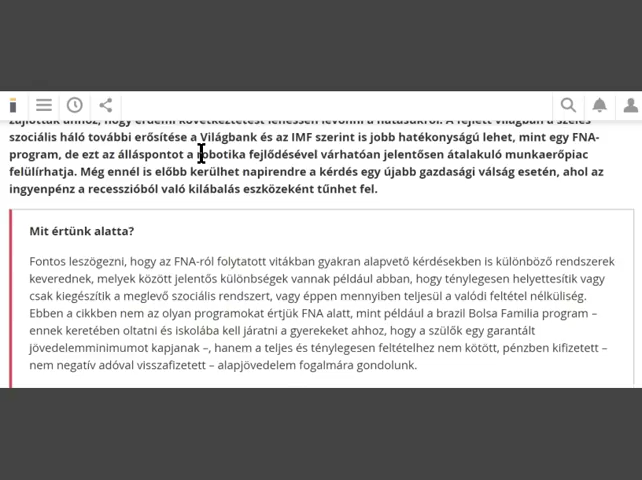 zajlottak ahhoz, hogy érdemi következtetést lehessen levonni a hatásukról. A fejlett világban a széles
szociális háló további erősítése a Világbank és az IMF szerint is jobb hatékonyságú lehet, mint egy FNA-
program, de ezt az álláspontot a robotika fejlődésével várhatóan jelentősen átalakuló munkaerőpiac
felülírhatja. Még ennél is előbb kerülhet napirendre a kérdés egy újabb gazdasági válság esetén, ahol az
ingyenpénz a recesszióból való kilábalás eszközeként tűnhet fel.
Mit értünk alatta?
Fontos leszögezni, hogy az FNA-ról folytatott vitákban gyakran alapvető kérdésekben is különböző rendszerek
keverednek, melyek között jelentős különbségek vannak például abban, hogy ténylegesen helyettesítik vagy
csak kiegészítik a meglevő szociális rendszert, vagy éppen mennyiben teljesül a valódi feltétel nélküliség.
Ebben a cikkben nem az olyan programokat értjük FNA alatt, mint például a brazil Bolsa Familia program –
ennek keretében oltatni és iskolába kell járatni a gyerekeket ahhoz, hogy a szülők egy garantált
jövedelemminimumot kapjanak –, hanem a teljes és ténylegesen feltételhez nem kötött, pénzben kifizetett –
nem negatív adóval visszafizetett – alapjövedelem fogalmára gondolunk.